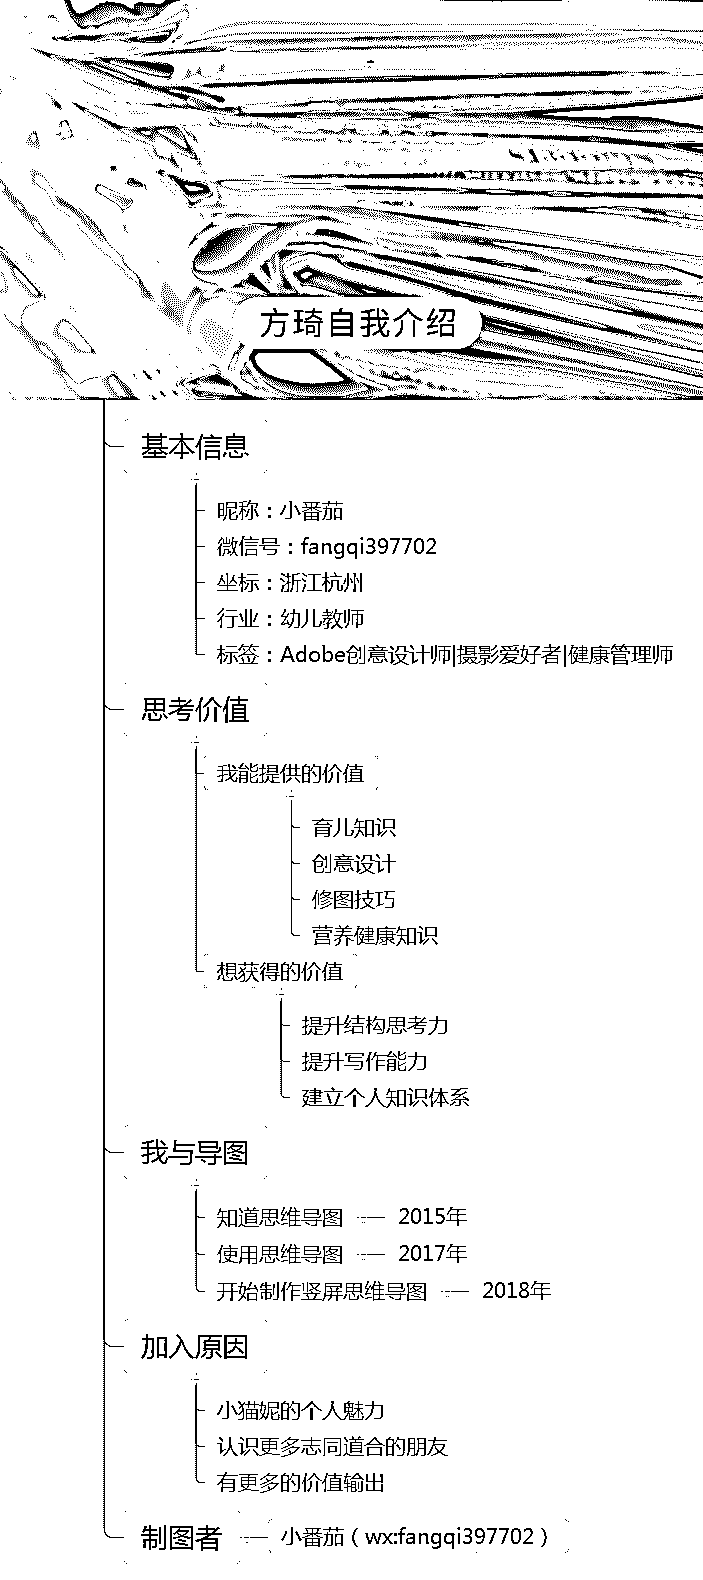 方琦自我介绍
基本信息
昵称：小番茄
微信号：fangqi397702
坐标：浙江杭州
行业：幼儿教师
标签：Adobe创意设计师|摄影爱好者|健康管理师
思考价值
我能提供的价值
育儿知识
创意设计
修图技巧
营养健康知识
想获得的价值
提升结构思考力
提升写作能力
建立个人知识体系
我与导图
知道思维导图 2015年
使用思维导图 2017年
开始制作竖屏思维导图 2018年
加入原因
小猫妮的个人魅力
认识更多志同道合的朋友
有更多的价值输出
制图者 小番茄（wx:fangqi397702）